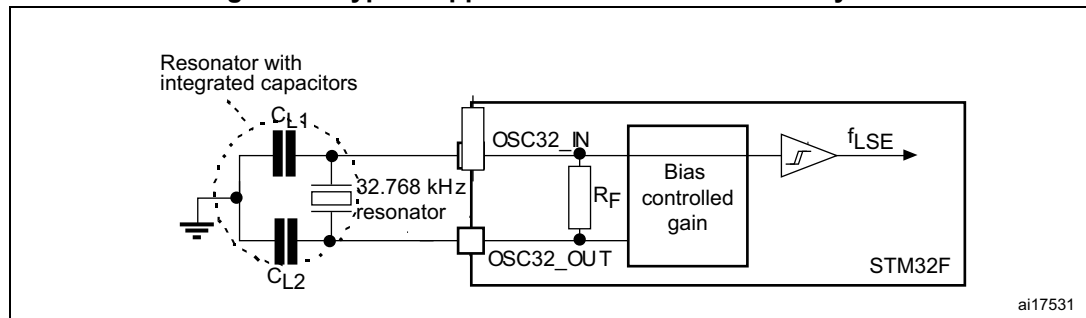 Resonator with
integrated capacitors
CL1
OSC32_IN
fLSE
32.768 kHz
resonator
RF
Bias
controlled
gain
OSC32_OUT
STM32F
CL2
ai17531